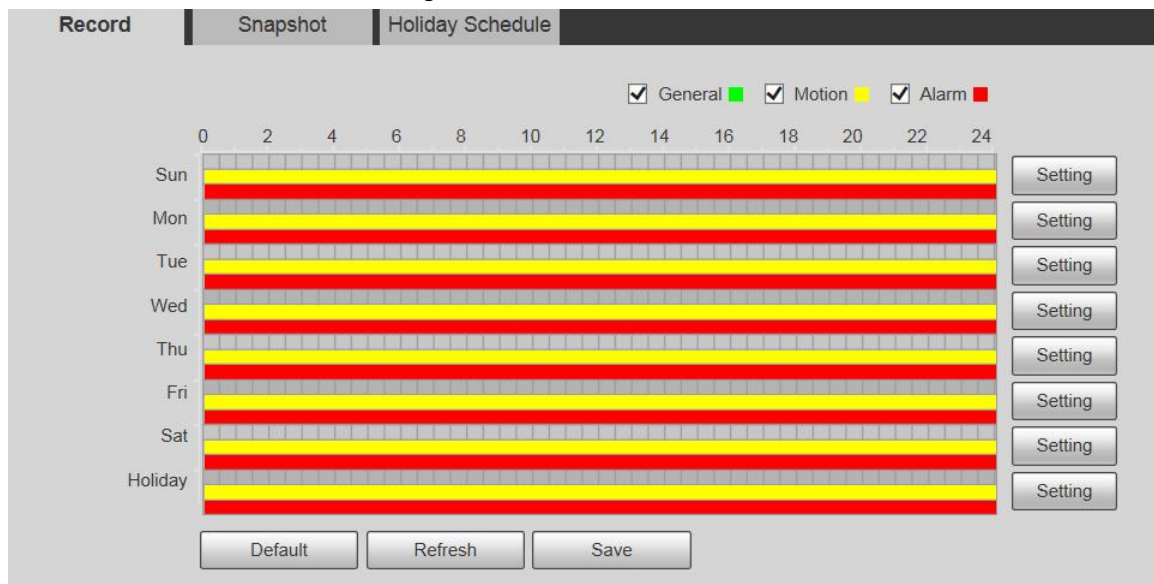 Record Snapshot Holiday Schedule
General Motion Alarm
0 2 4 6 8 10 12 14 16 18 20 22 24
Sun Setting
Mon Setting
Tue Setting
Wed Setting
Thu Setting
Fri Setting
Sat Setting
Holiday Setting
Default Refresh Save